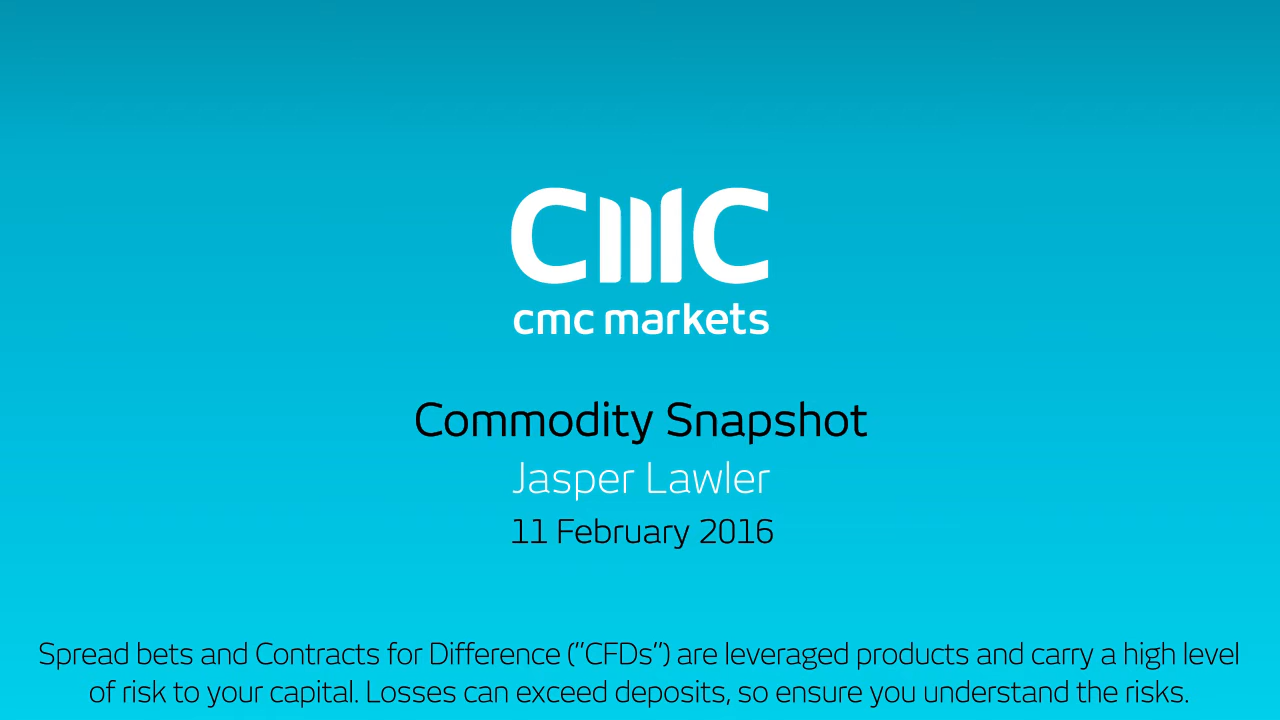 CMC
cmc markets
Commodity Snapshot
Jasper Lawler
11 February 2016
Spread bets and Contracts for Difference (“CFDs”) are leveraged products and carry a high level
of risk to your capital. Losses can exceed deposits, so ensure you understand the risks.